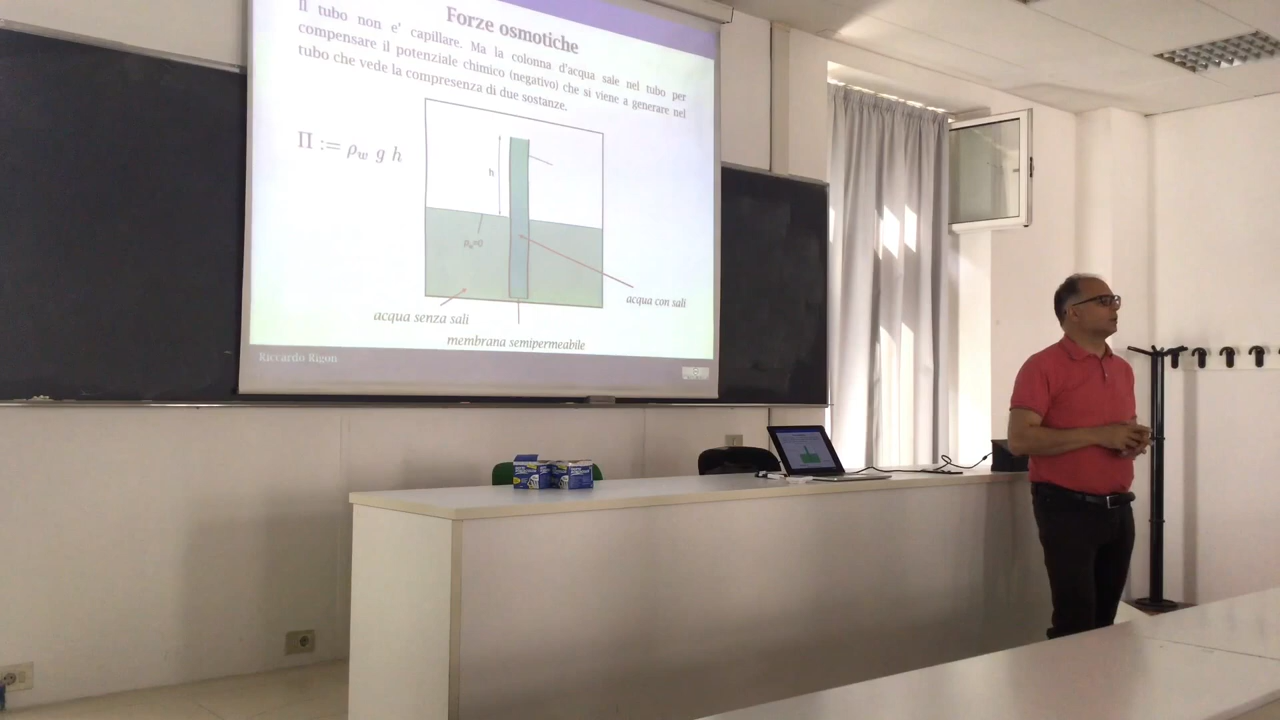 Forze osmotiche
Il tubo non e' capillare. Ma la colonna d'acqua sale nel tubo per
compensare il potenziale chimico (negativo) che si viene a generare nel
tubo che vede la compresenza di due sostanze.
Π := ρw g h
h
acqua con sali
acqua senza sali
membrana semipermeabile
Riccardo Rigon